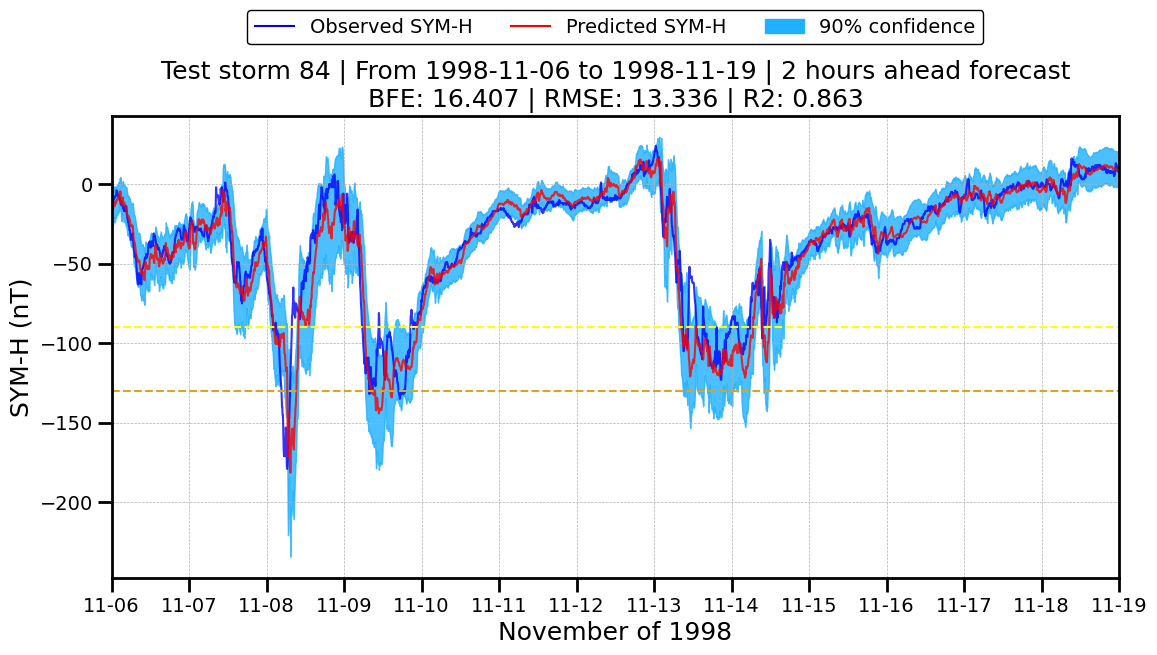 Observed SYM-H Predicted SYM-H 90% confidence
Test storm 84 | From 1998-11-06 to 1998-11-19 | 2 hours ahead forecast
BFE: 16.407 | RMSE: 13.336 | R2: 0.863
SYM-H (nT)
0
−50
−100
−150
−200
11-06 11-07 11-08 11-09 11-10 11-11 11-12 11-13 11-14 11-15 11-16 11-17 11-18 11-19
November of 1998